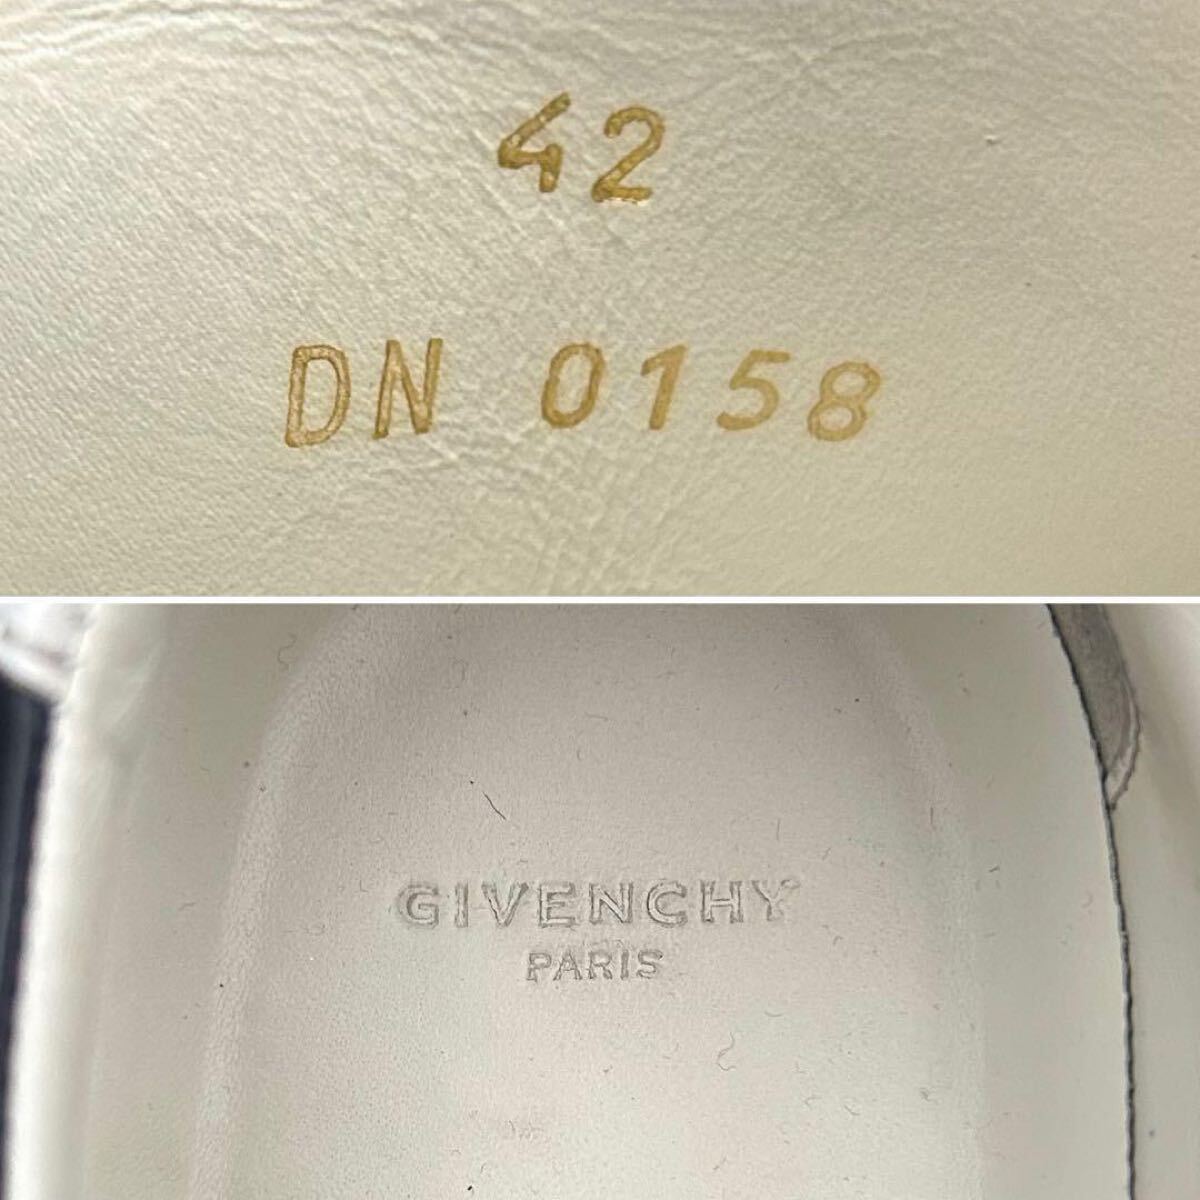 42
DN 0158
GIVENCHY
PARIS